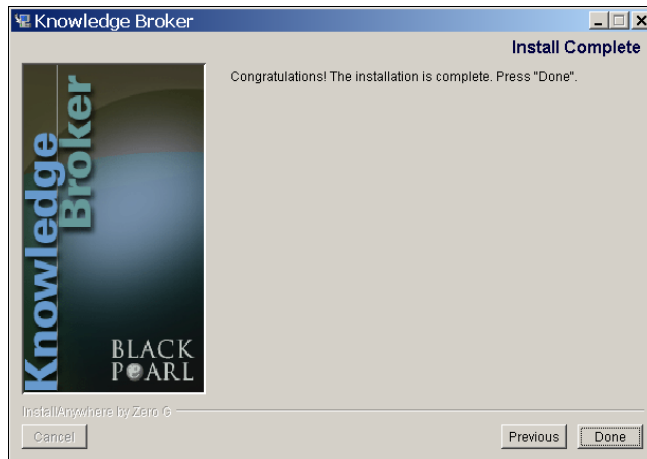 Knowledge Broker
Install Complete
Congratulations! The installation is complete. Press "Done".
Knowledge
Broker
BLACK
PeARL
InstallAnywhere by Zero G
Cancel
Previous
Done